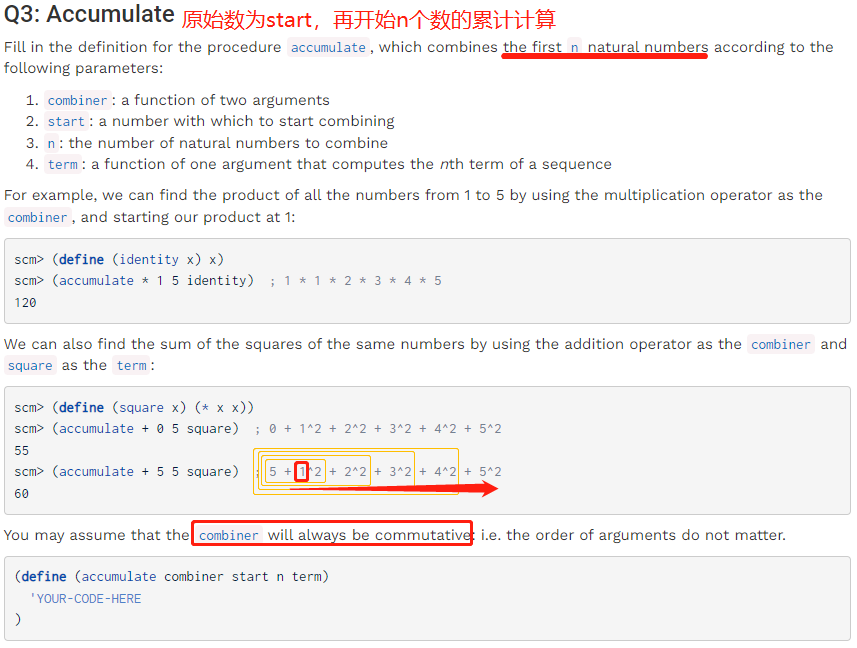 Q3: Accumulate 原始数为start，再开始n个数的累计计算
Fill in the definition for the procedure accumulate, which combines the first n natural numbers according to the
following parameters:
1. combiner: a function of two arguments
2. start: a number with which to start combining
3. n: the number of natural numbers to combine
4. term: a function of one argument that computes the nth term of a sequence
For example, we can find the product of all the numbers from 1 to 5 by using the multiplication operator as the
combiner, and starting our product at 1:
scm> (define (identity x) x)
scm> (accumulate * 1 5 identity) ; 1 * 1 * 2 * 3 * 4 * 5
120
We can also find the sum of the squares of the same numbers by using the addition operator as the combiner and
square as the term:
scm> (define (square x) (* x x))
scm> (accumulate + 0 5 square) ; 0 + 1^2 + 2^2 + 3^2 + 4^2 + 5^2
55
scm> (accumulate + 5 5 square) ; 5 + 1^2 + 2^2 + 3^2 + 4^2 + 5^2
60
You may assume that the combiner will always be commutative: i.e. the order of arguments do not matter.
(define (accumulate combiner start n term)
'YOUR-CODE-HERE
)